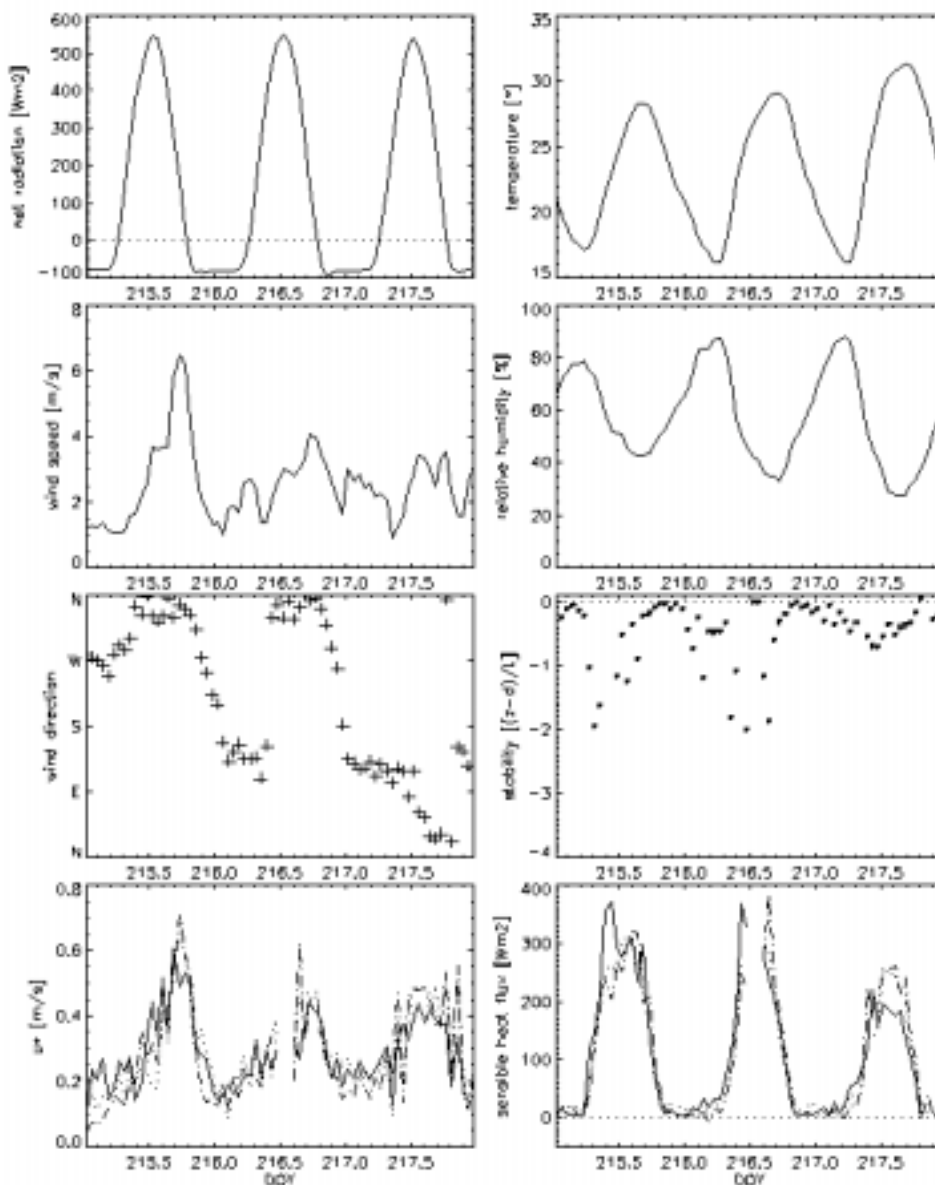 net radiation [Wm2]
600
500
400
300
200
100
0
-100
215.5 216.0 216.5 217.0 217.5
temperature [°]
35
30
25
20
15
215.5 216.0 216.5 217.0 217.5
wind speed [m/s]
8
6
4
2
0
215.5 216.0 216.5 217.0 217.5
relative humidity [%]
100
80
60
40
20
0
215.5 216.0 216.5 217.0 217.5
wind direction
N
W
S
E
N
215.5 216.0 216.5 217.0 217.5
stability [(z-d)/L]
0
-1
-2
-3
-4
215.5 216.0 216.5 217.0 217.5
u* [m/s]
0.8
0.6
0.4
0.2
0.0
215.5 216.0 216.5 217.0 217.5
DOY
sensible heat flux [Wm2]
400
300
200
100
0
215.5 216.0 216.5 217.0 217.5
DOY